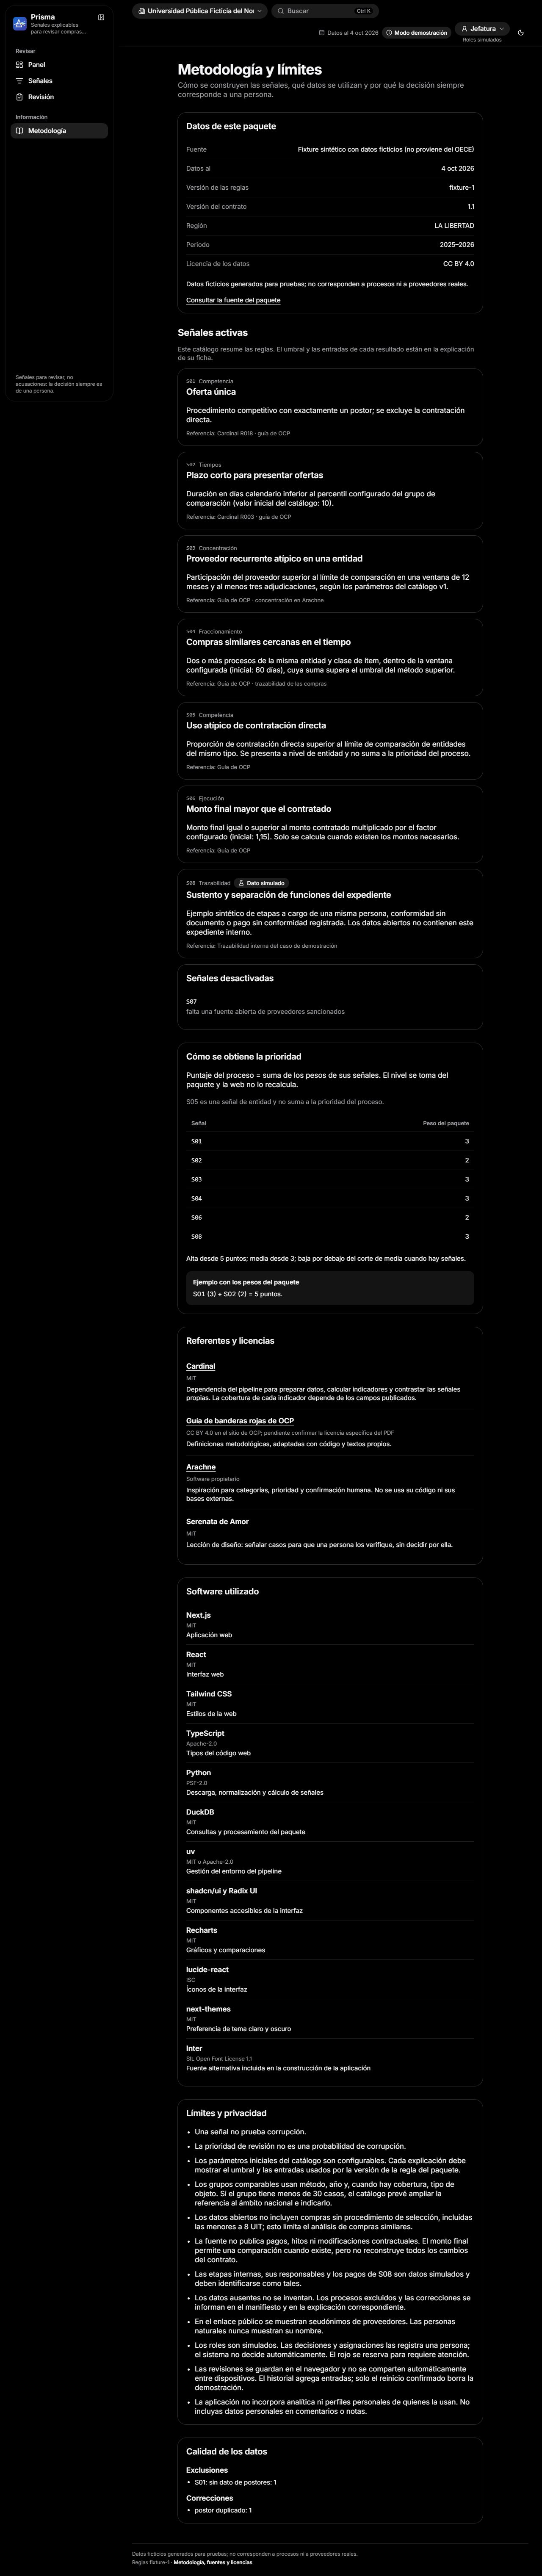 Prisma
Señales explicables
para revisar compras...
Revisar
Panel
Señales
Revisión
Información
Metodología
Señales para revisar, no
acusaciones: la decisión siempre es
de una persona.
Universidad Pública Ficticia del Nor
Buscar
Ctrl K
Datos al 4 oct 2026
Modo demostración
Jefatura
Roles simulados
Metodología y límites
Cómo se construyen las señales, qué datos se utilizan y por qué la decisión siempre
corresponde a una persona.
Datos de este paquete
Fuente
Fixture sintético con datos ficticios (no proviene del OECE)
Datos al
4 oct 2026
Versión de las reglas
fixture-1
Versión del contrato
1.1
Región
LA LIBERTAD
Periodo
2025–2026
Licencia de los datos
CC BY 4.0
Datos ficticios generados para pruebas; no corresponden a procesos ni a proveedores reales.
Consultar la fuente del paquete
Señales activas
Este catálogo resume las reglas. El umbral y las entradas de cada resultado están en la explicación
de su ficha.
S01 Competencia
Oferta única
Procedimiento competitivo con exactamente un postor; se excluye la contratación
directa.
Referencia: Cardinal R018 · guía de OCP
S02 Tiempos
Plazo corto para presentar ofertas
Duración en días calendario inferior al percentil configurado del grupo de
comparación (valor inicial del catálogo: 10).
Referencia: Cardinal R003 · guía de OCP
S03 Concentración
Proveedor recurrente atípico en una entidad
Participación del proveedor superior al límite de comparación en una ventana de 12
meses y al menos tres adjudicaciones, según los parámetros del catálogo v1.
Referencia: Guía de OCP · concentración en Arachne
S04 Fraccionamiento
Compras similares cercanas en el tiempo
Dos o más procesos de la misma entidad y clase de ítem, dentro de la ventana
configurada (inicial: 60 días), cuya suma supera el umbral del método superior.
Referencia: Guía de OCP · trazabilidad de las compras
S05 Competencia
Uso atípico de contratación directa
Proporción de contratación directa superior al límite de comparación de entidades
del mismo tipo. Se presenta a nivel de entidad y no suma a la prioridad del proceso.
Referencia: Guía de OCP
S06 Ejecución
Monto final mayor que el contratado
Monto final igual o superior al monto contratado multiplicado por el factor
configurado (inicial: 1,15). Solo se calcula cuando existen los montos necesarios.
Referencia: Guía de OCP
S08 Trazabilidad Dato simulado
Sustento y separación de funciones del expediente
Ejemplo sintético de etapas a cargo de una misma persona, conformidad sin
documento o pago sin conformidad registrada. Los datos abiertos no contienen este
expediente interno.
Referencia: Trazabilidad interna del caso de demostración
Señales desactivadas
S07
falta una fuente abierta de proveedores sancionados
Cómo se obtiene la prioridad
Puntaje del proceso = suma de los pesos de sus señales. El nivel se toma del
paquete y la web no lo recalcula.
S05 es una señal de entidad y no suma a la prioridad del proceso.
Señal
Peso del paquete
S01
3
S02
2
S03
3
S04
3
S06
2
S08
3
Alta desde 5 puntos; media desde 3; baja por debajo del corte de media cuando hay señales.
Ejemplo con los pesos del paquete
S01 (3) + S02 (2) = 5 puntos.
Referentes y licencias
Cardinal
MIT
Dependencia del pipeline para preparar datos, calcular indicadores y contrastar las señales
propias. La cobertura de cada indicador depende de los campos publicados.
Guía de banderas rojas de OCP
CC BY 4.0 en el sitio de OCP; pendiente confirmar la licencia específica del PDF
Definiciones metodológicas, adaptadas con código y textos propios.
Arachne
Software propietario
Inspiración para categorías, prioridad y confirmación humana. No se usa su código ni sus
bases externas.
Serenata de Amor
MIT
Lección de diseño: señalar casos para que una persona los verifique, sin decidir por ella.
Software utilizado
Next.js
MIT
Aplicación web
React
MIT
Interfaz web
Tailwind CSS
MIT
Estilos de la web
TypeScript
Apache-2.0
Tipos del código web
Python
PSF-2.0
Descarga, normalización y cálculo de señales
DuckDB
MIT
Consultas y procesamiento del paquete
uv
MIT o Apache-2.0
Gestión del entorno del pipeline
shadcn/ui y Radix UI
MIT
Componentes accesibles de la interfaz
Recharts
MIT
Gráficos y comparaciones
lucide-react
ISC
Íconos de la interfaz
next-themes
MIT
Preferencia de tema claro y oscuro
Inter
SIL Open Font License 1.1
Fuente alternativa incluida en la construcción de la aplicación
Límites y privacidad
• Una señal no prueba corrupción.
• La prioridad de revisión no es una probabilidad de corrupción.
• Los parámetros iniciales del catálogo son configurables. Cada explicación debe
mostrar el umbral y las entradas usados por la versión de la regla del paquete.
• Los grupos comparables usan método, año y, cuando hay cobertura, tipo de
objeto. Si el grupo tiene menos de 30 casos, el catálogo prevé ampliar la
referencia al ámbito nacional e indicarlo.
• Los datos abiertos no incluyen compras sin procedimiento de selección, incluidas
las menores a 8 UIT; esto limita el análisis de compras similares.
• La fuente no publica pagos, hitos ni modificaciones contractuales. El monto final
permite una comparación cuando existe, pero no reconstruye todos los cambios
del contrato.
• Las etapas internas, sus responsables y los pagos de S08 son datos simulados y
deben identificarse como tales.
• Los datos ausentes no se inventan. Los procesos excluidos y las correcciones se
informan en el manifiesto y en la explicación correspondiente.
• En el enlace público se muestran seudónimos de proveedores. Las personas
naturales nunca muestran su nombre.
• Los roles son simulados. Las decisiones y asignaciones las registra una persona;
el sistema no decide automáticamente. El rojo se reserva para requiere atención.
• Las revisiones se guardan en el navegador y no se comparten automáticamente
entre dispositivos. El historial agrega entradas; solo el reinicio confirmado borra la
demostración.
• La aplicación no incorpora analítica ni perfiles personales de quienes la usan. No
incluyas datos personales en comentarios o notas.
Calidad de los datos
Exclusiones
• S01: sin dato de postores: 1
Correcciones
• postor duplicado: 1
Datos ficticios generados para pruebas; no corresponden a procesos ni a proveedores reales.
Reglas fixture-1 · Metodología, fuentes y licencias